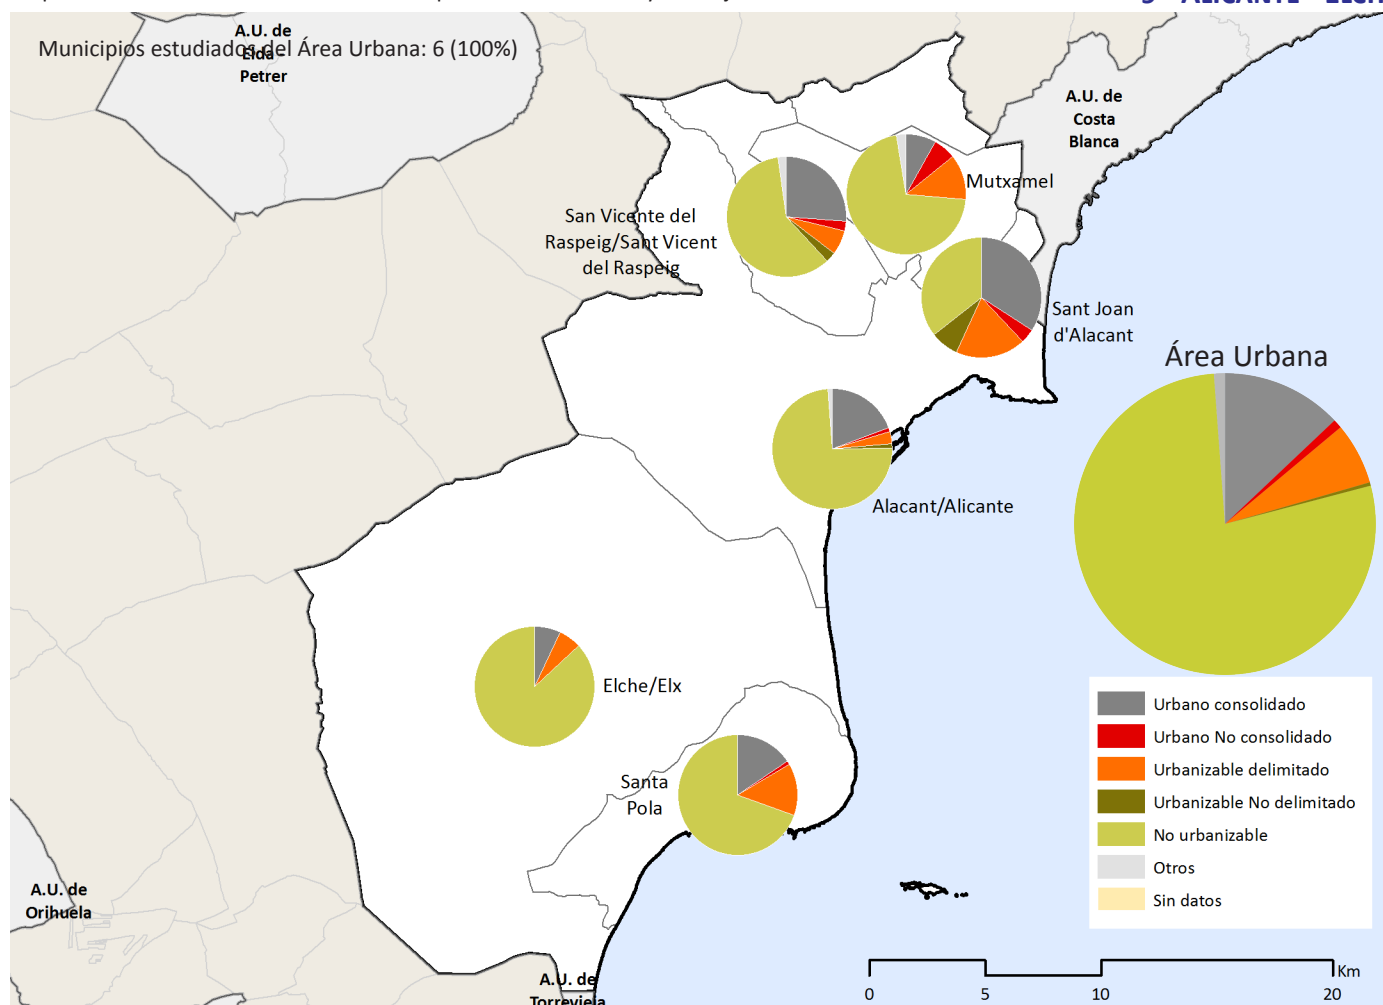 A.U. de
Elda -
Petrer
Municipios estudiados del Área Urbana: 6 (100%)
A.U. de
Costa
Blanca
Mutxamel
San Vicente del
Raspeig/Sant Vicent
del Raspeig
Sant Joan
d'Alacant
Área Urbana
Alacant/Alicante
Elche/Elx
Santa
Pola
Urbano consolidado
Urbano No consolidado
Urbanizable delimitado
Urbanizable No delimitado
No urbanizable
Otros
Sin datos
A.U. de
Orihuela
A.U. de
Torrevieja
Km
0 5 10 20